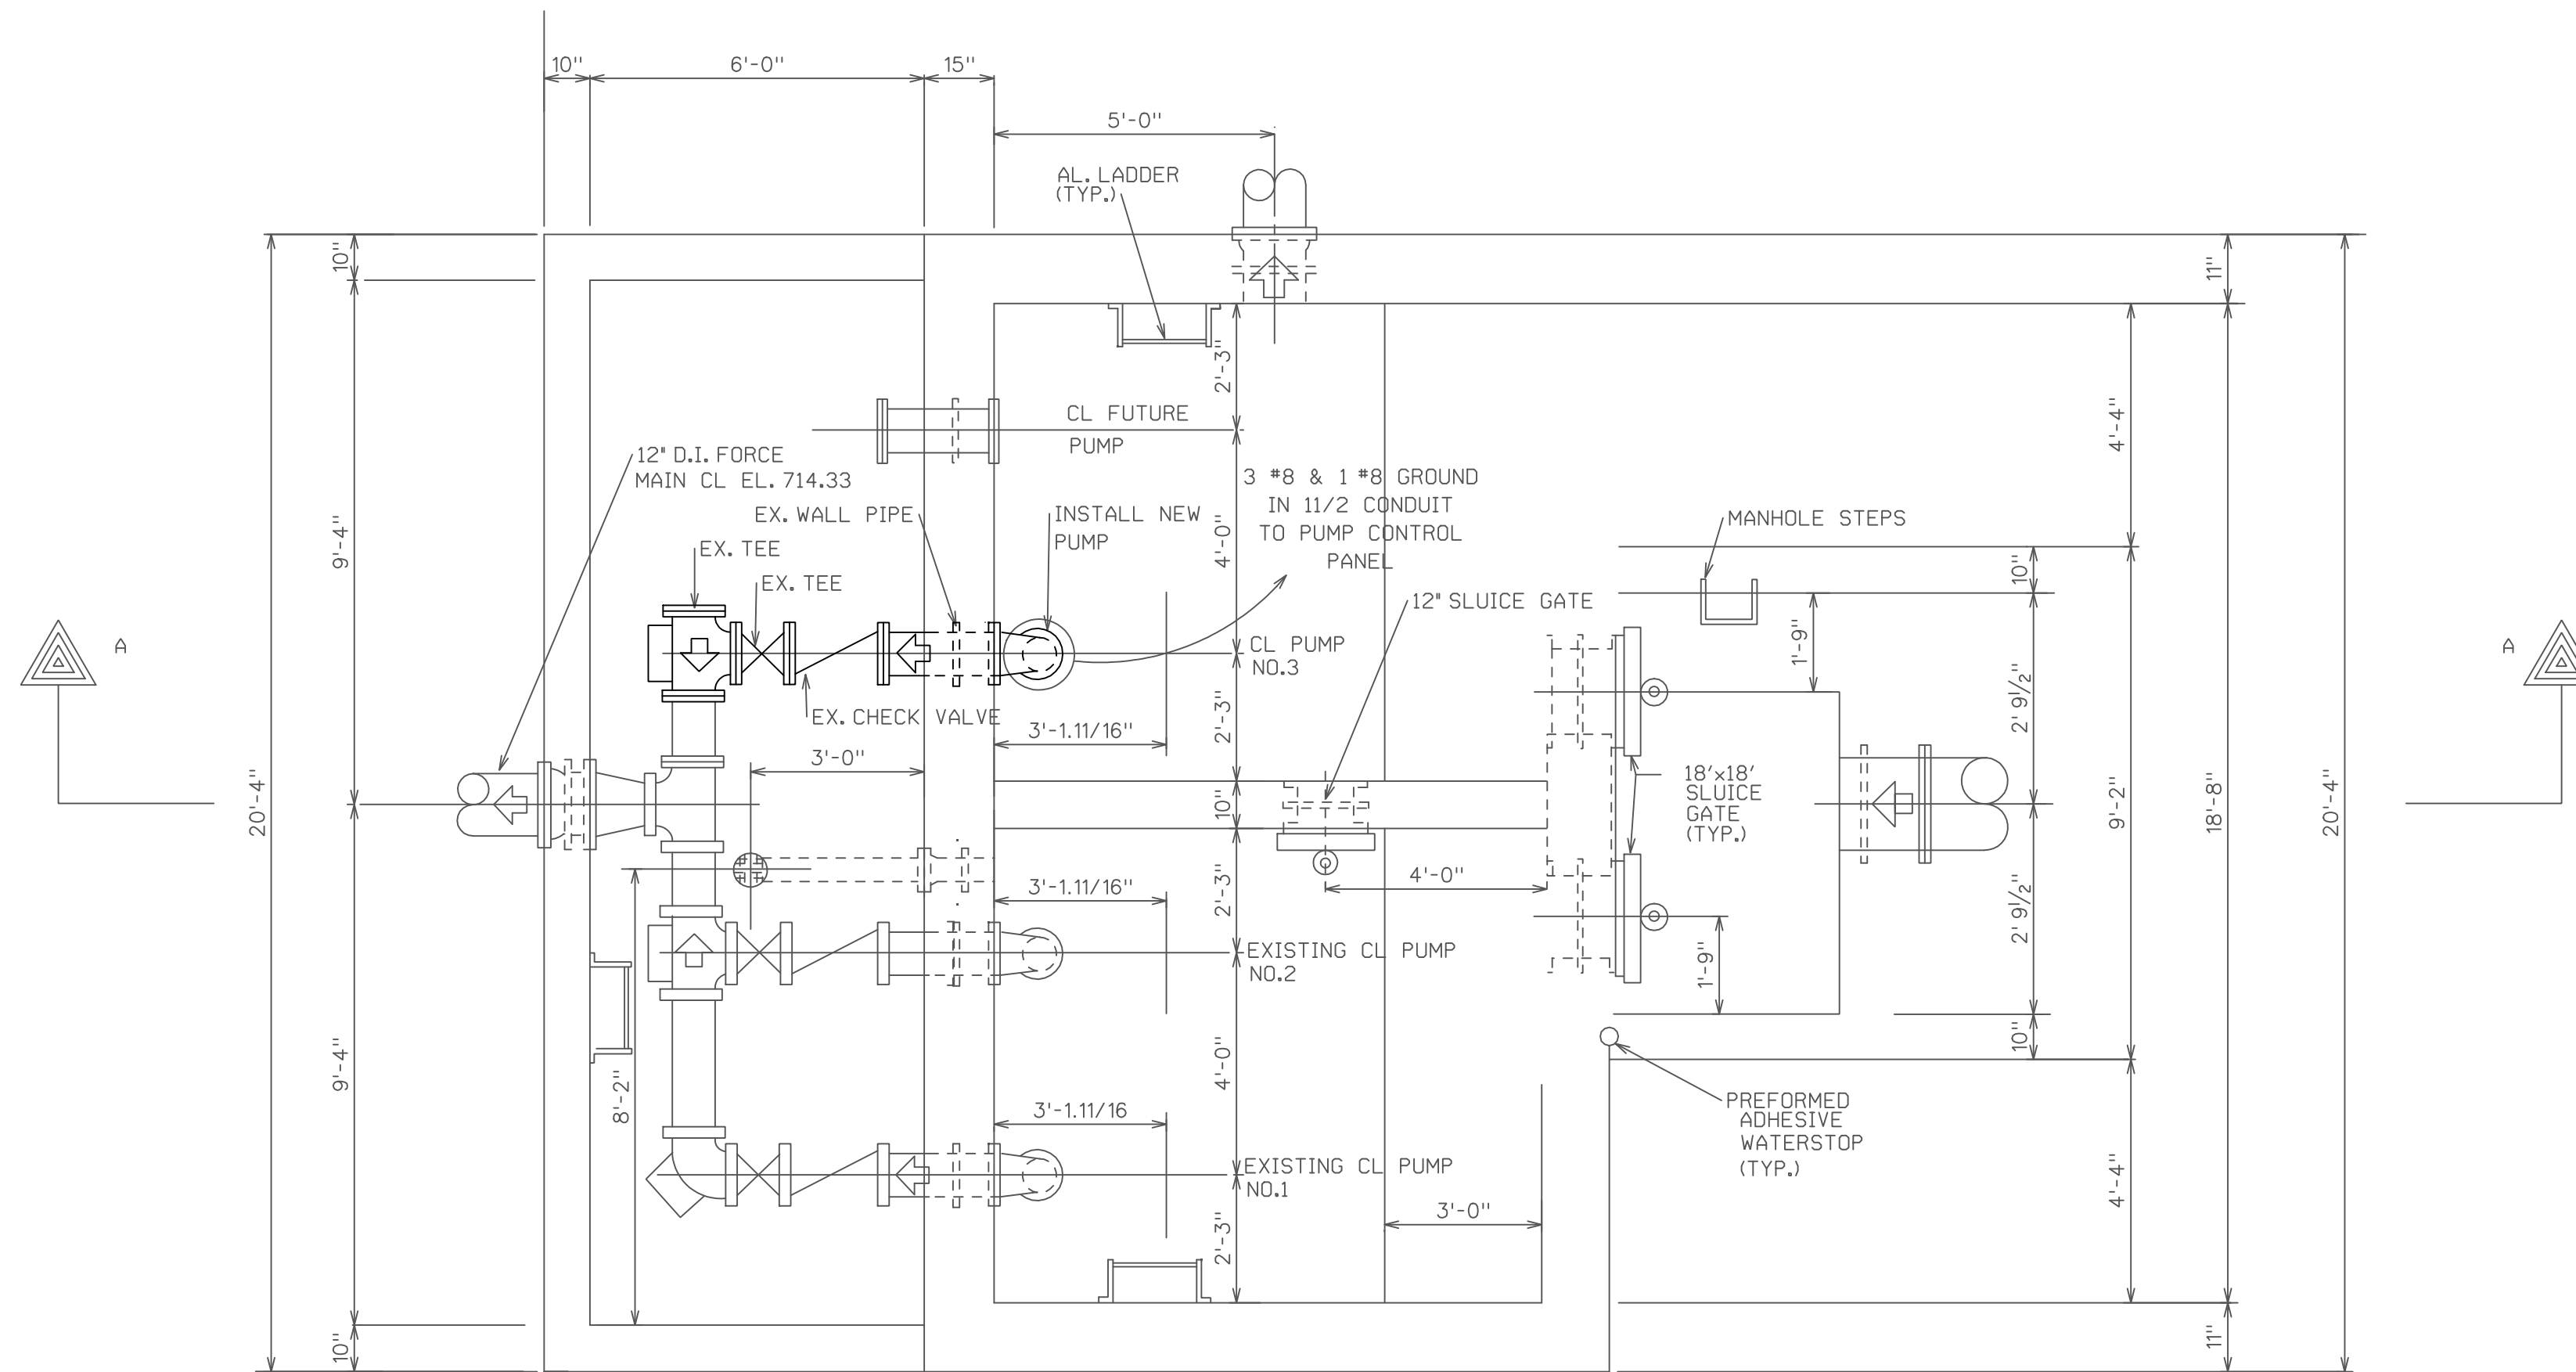 10"
6'-0"
15"
5'-0"
AL. LADDER
(TYP.)
10"
11"
2'-3"
4'-4"
CL FUTURE
PUMP
12" D.I. FORCE
MAIN CL EL. 714.33
3 #8 & 1 #8 GROUND
IN 11/2 CONDUIT
TO PUMP CONTROL
PANEL
EX. WALL PIPE
INSTALL NEW
PUMP
MANHOLE STEPS
9'-4"
4'-0"
EX. TEE
EX. TEE
10"
12" SLUICE GATE
A
CL PUMP
NO.3
1'-9"
A
2'-3"
2' 9 1/2"
EX. CHECK VALVE
3'-1.11/16"
3'-0"
18'x18'
SLUICE
GATE
(TYP.)
20'-4"
10"
9'-2"
18'-8"
20'-4"
3'-1.11/16"
2'-3"
4'-0"
2' 9 1/2"
EXISTING CL PUMP
NO.2
1'-9"
10"
9'-4"
8'-2"
4'-0"
3'-1.11/16
PREFORMED
ADHESIVE
WATERSTOP
(TYP.)
EXISTING CL PUMP
NO.1
4'-4"
2'-3"
3'-0"
10"
11"